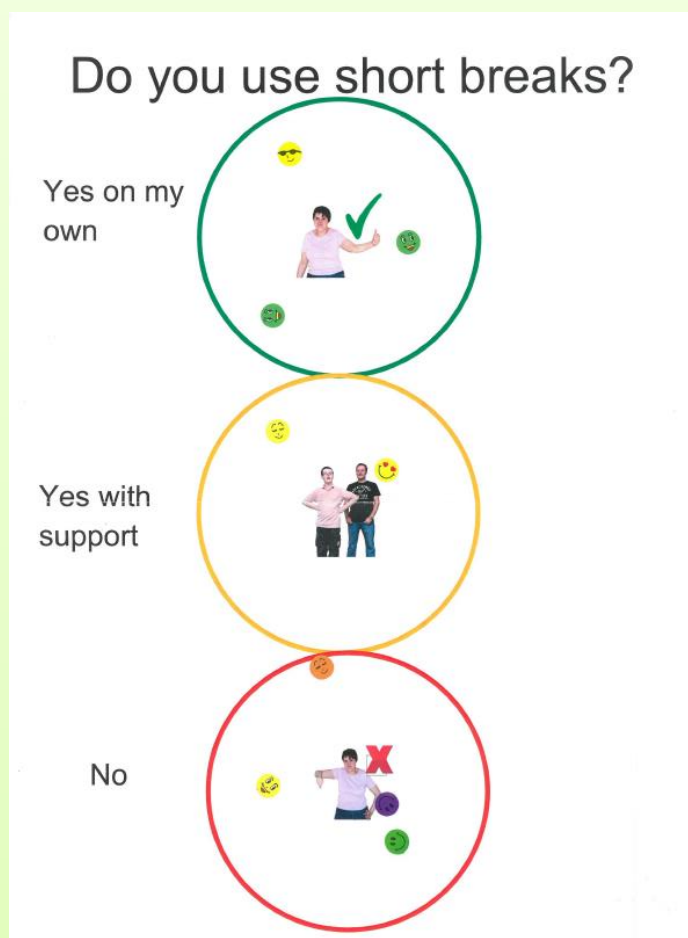 Do you use short breaks?
Yes on my
own
Yes with
support
No